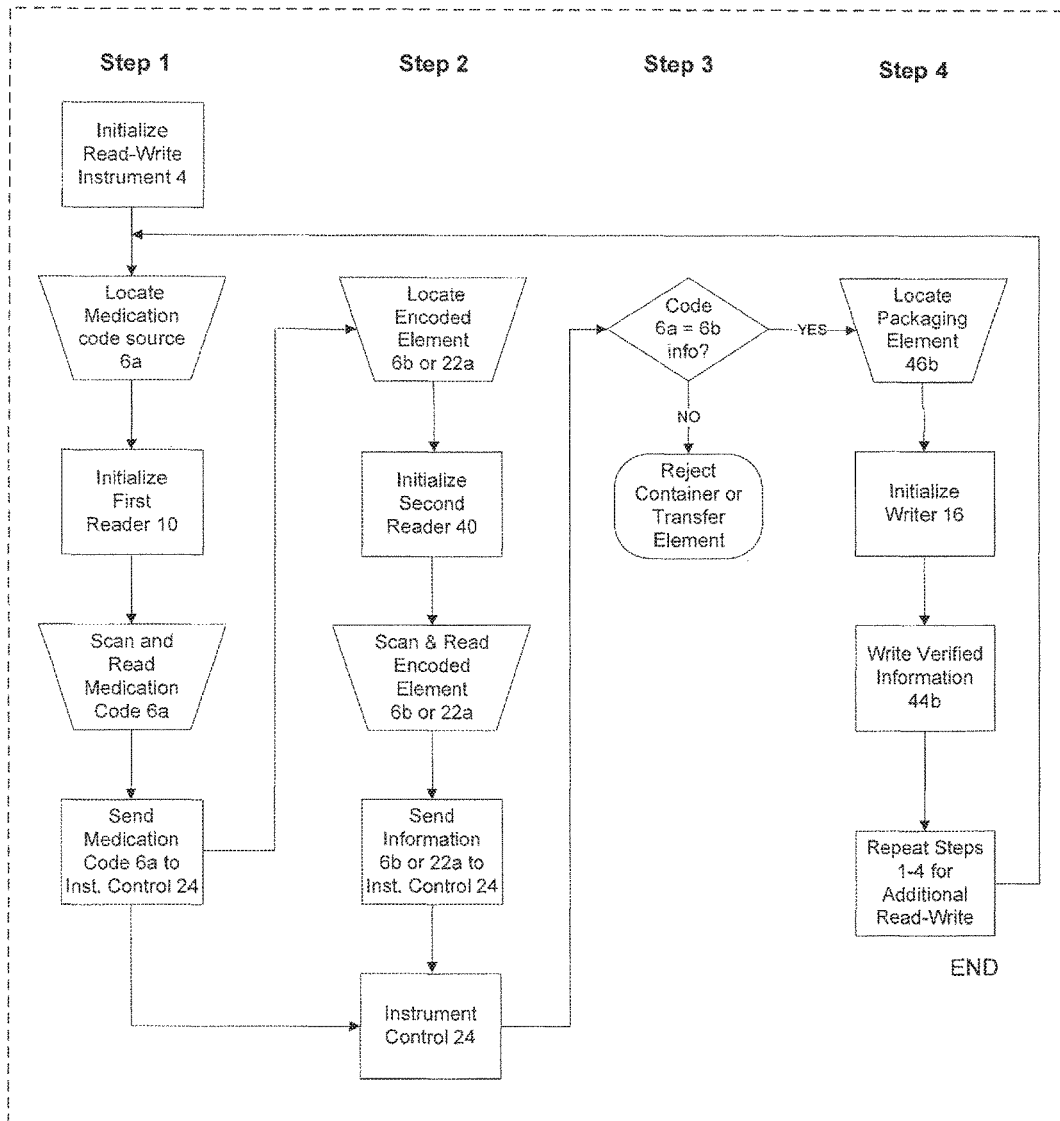 Step 1
Step 2
Step 3
Step 4
Initialize
Read-Write
Instrument 4
Locate
Medication
code source
6a
Initialize
First
Reader 10
Scan and
Read
Medication
Code 6a
Send
Medication
Code 6a to
Inst. Control 24
Locate
Encoded
Element
6b or 22a
Initialize
Second
Reader 40
Scan & Read
Encoded
Element
6b or 22a
Send
Information
6b or 22a to
Inst. Control 24
Instrument
Control 24
Code
6a = 6b
info?
YES
NO
Reject
Container or
Transfer
Element
Locate
Packaging
Element
46b
Initialize
Writer 16
Write Verified
Information
44b
Repeat Steps
1-4 for
Additional
Read-Write
END